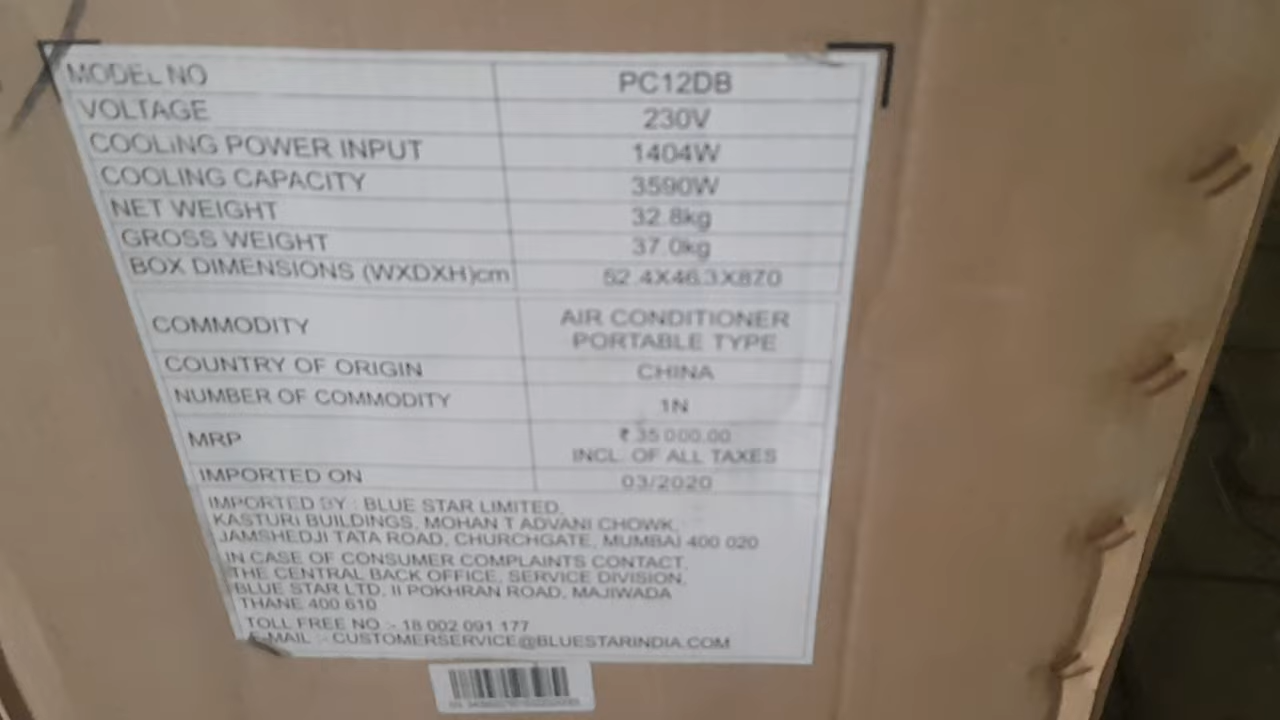 MODEL NO PC12DB
VOLTAGE 230V
COOLING POWER INPUT 1404W
COOLING CAPACITY 3590W
NET WEIGHT 32.8kg
GROSS WEIGHT 37.0kg
BOX DIMENSIONS (WXDXH)cm 52.4X46.3X870
COMMODITY AIR CONDITIONER
PORTABLE TYPE
COUNTRY OF ORIGIN CHINA
NUMBER OF COMMODITY 1N
MRP ₹ 35 000.00
INCL. OF ALL TAXES
IMPORTED ON 03/2020
IMPORTED BY : BLUE STAR LIMITED,
KASTURI BUILDINGS, MOHAN T ADVANI CHOWK,
JAMSHEDJI TATA ROAD, CHURCHGATE, MUMBAI 400 020
IN CASE OF CONSUMER COMPLAINTS CONTACT,
THE CENTRAL BACK OFFICE, SERVICE DIVISION,
BLUE STAR LTD, II POKHRAN ROAD, MAJIWADA
THANE 400 610
TOLL FREE NO :- 18 002 091 177
E-MAIL :- CUSTOMERSERVICE@BLUESTARINDIA.COM